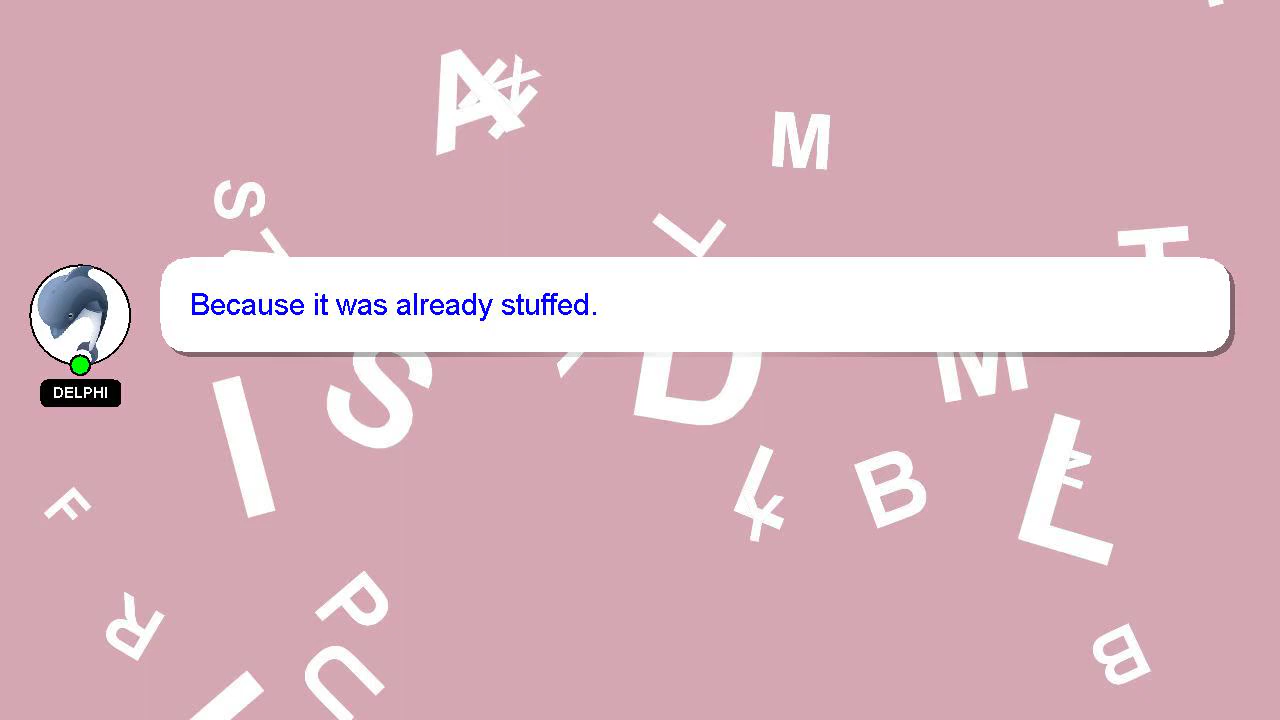 A
M
S
L
Because it was already stuffed.
DELPHI
I
S
D
M
L
B
L
Y
N
F
P
R
U
B